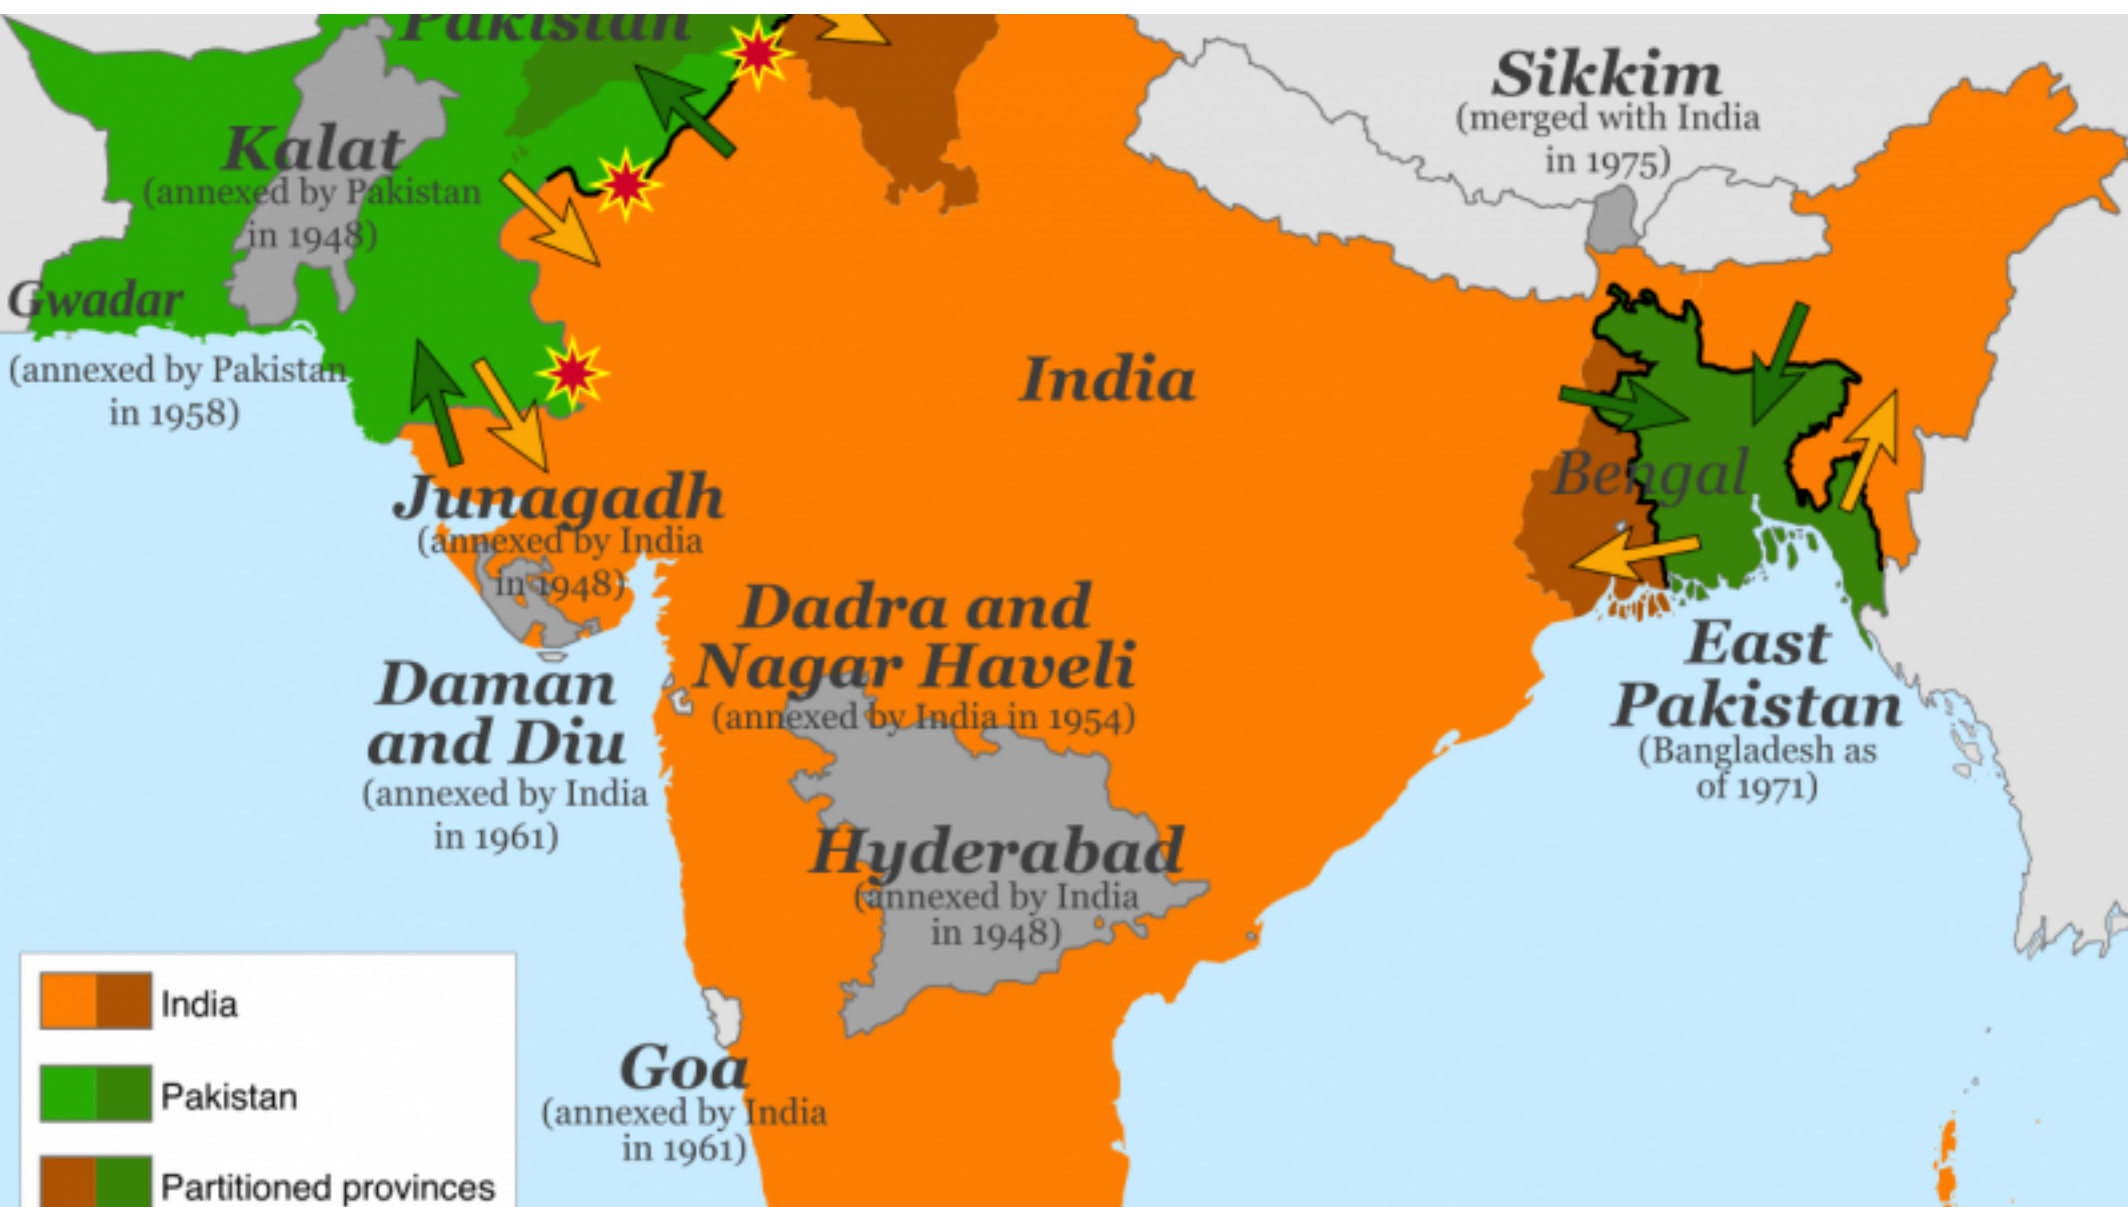 Pakistan
Sikkim
(merged with India
in 1975)
Kalat
(annexed by Pakistan
in 1948)
Gwadar
(annexed by Pakistan
in 1958)
India
Bengal
Junagadh
(annexed by India
in 1948)
Dadra and
Nagar Haveli
(annexed by India in 1954)
East
Pakistan
(Bangladesh as
of 1971)
Daman
and Diu
(annexed by India
in 1961)
Hyderabad
(annexed by India
in 1948)
Goa
(annexed by India
in 1961)
India
Pakistan
Partitioned provinces